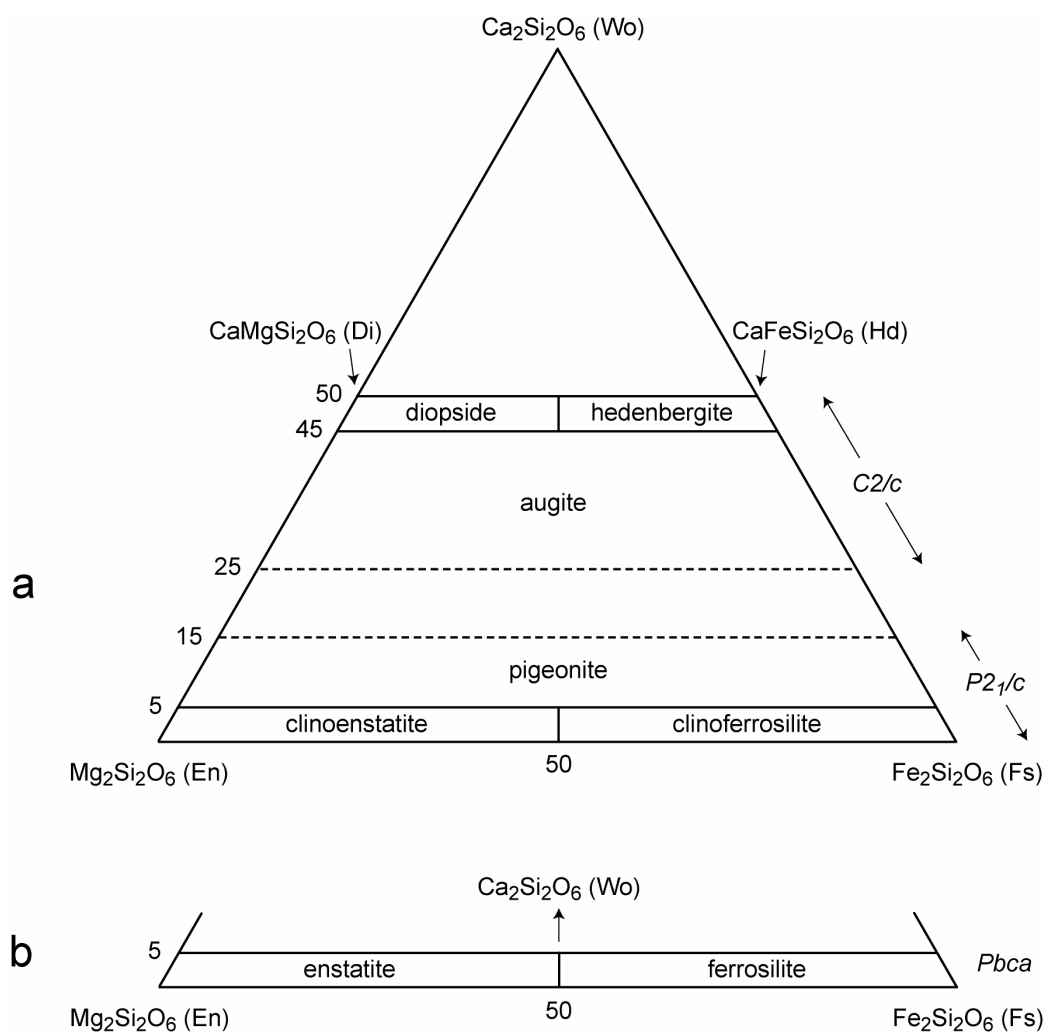 Ca₂Si₂O₆ (Wo)
CaMgSi₂O₆ (Di)
CaFeSi₂O₆ (Hd)
50
diopside
hedenbergite
45
augite
C2/c
25
a
15
pigeonite
P2₁/c
5
clinoenstatite
clinoferrosilite
Mg₂Si₂O₆ (En)
50
Fe₂Si₂O₆ (Fs)
Ca₂Si₂O₆ (Wo)
b
5
enstatite
ferrosilite
Pbca
Mg₂Si₂O₆ (En)
50
Fe₂Si₂O₆ (Fs)